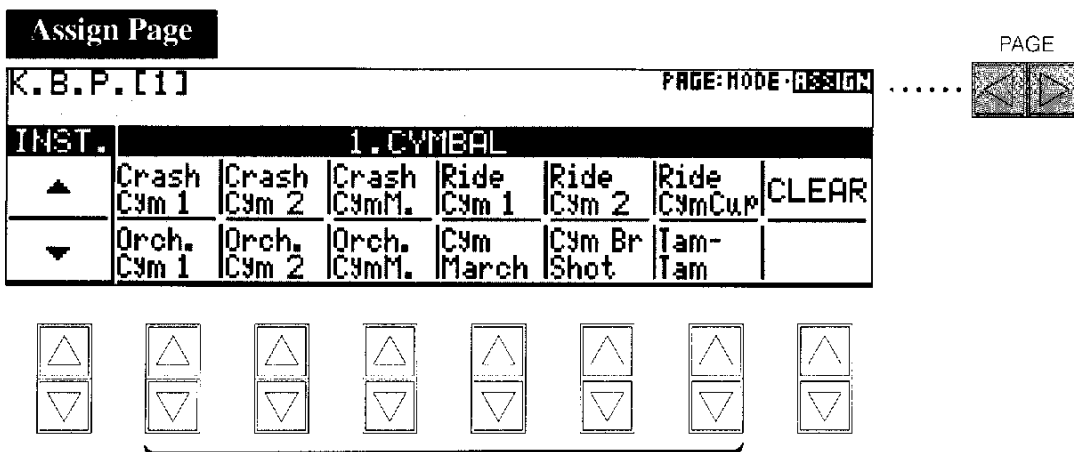 Assign Page
PAGE
K.B.P.[1] PAGE:MODE·ASSIGN
INST. 1.CYMBAL
Crash Cym 1 Crash Cym 2 Crash CymM. Ride Cym 1 Ride Cym 2 Ride CymCup CLEAR
Orch. Cym 1 Orch. Cym 2 Orch. CymM. Cym March Cym Br Shot Tam-Tam